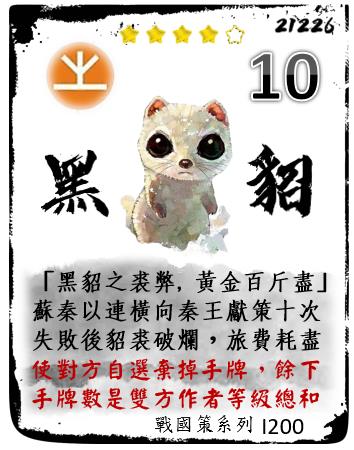 21226
10
黑貂
「黑貂之裘弊, 黃金百斤盡」
蘇秦以連橫向秦王獻策十次
失敗後貂裘破爛，旅費耗盡
使對方自選棄掉手牌，餘下
手牌數是雙方作者等級總和
戰國策系列 1200